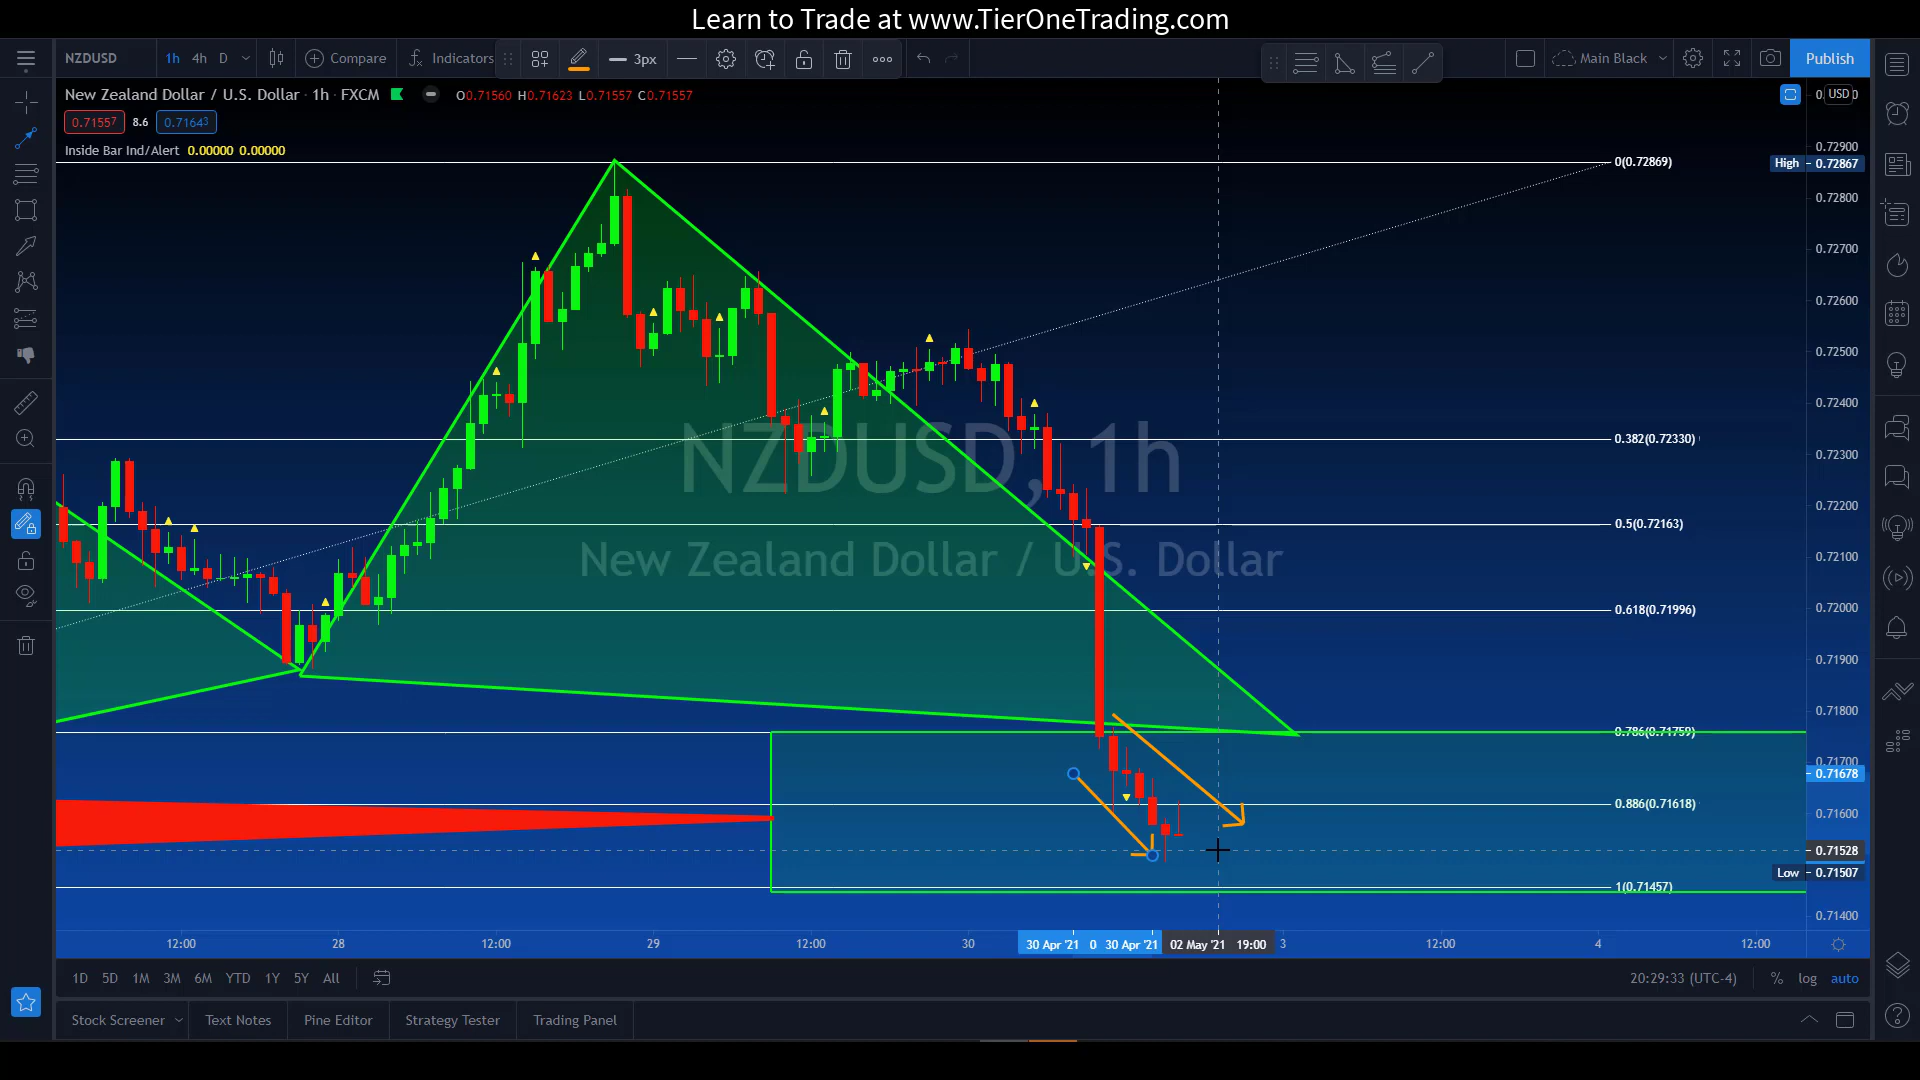 Learn to Trade at www.TierOneTrading.com
NZDUSD 1h 4h D Compare Indicators 3px Main Black Publish
New Zealand Dollar / U.S. Dollar · 1h · FXCM O0.71560 H0.71623 L0.71557 C0.71557
USD
0.71557 8.6 0.71643
Inside Bar Ind/Alert 0.00000 0.00000
0.72900
0(0.72869)
High 0.72867
0.72800
0.72700
0.72600
0.72500
0.72400
0.382(0.72330)
NZDUSD, 1h
0.72300
0.72200
0.5(0.72163)
New Zealand Dollar / U.S. Dollar
0.72100
0.618(0.71996)
0.72000
0.71900
0.71800
0.786(0.71759)
0.71700
0.71678
0.886(0.71618)
0.71600
0.71528
Low 0.71507
1(0.71457)
0.71400
12:00 28 12:00 29 12:00 30 30 Apr '21 0 30 Apr '21 02 May '21 19:00 3 12:00 4 12:00
1D 5D 1M 3M 6M YTD 1Y 5Y All 20:29:33 (UTC-4) % log auto
Stock Screener Text Notes Pine Editor Strategy Tester Trading Panel